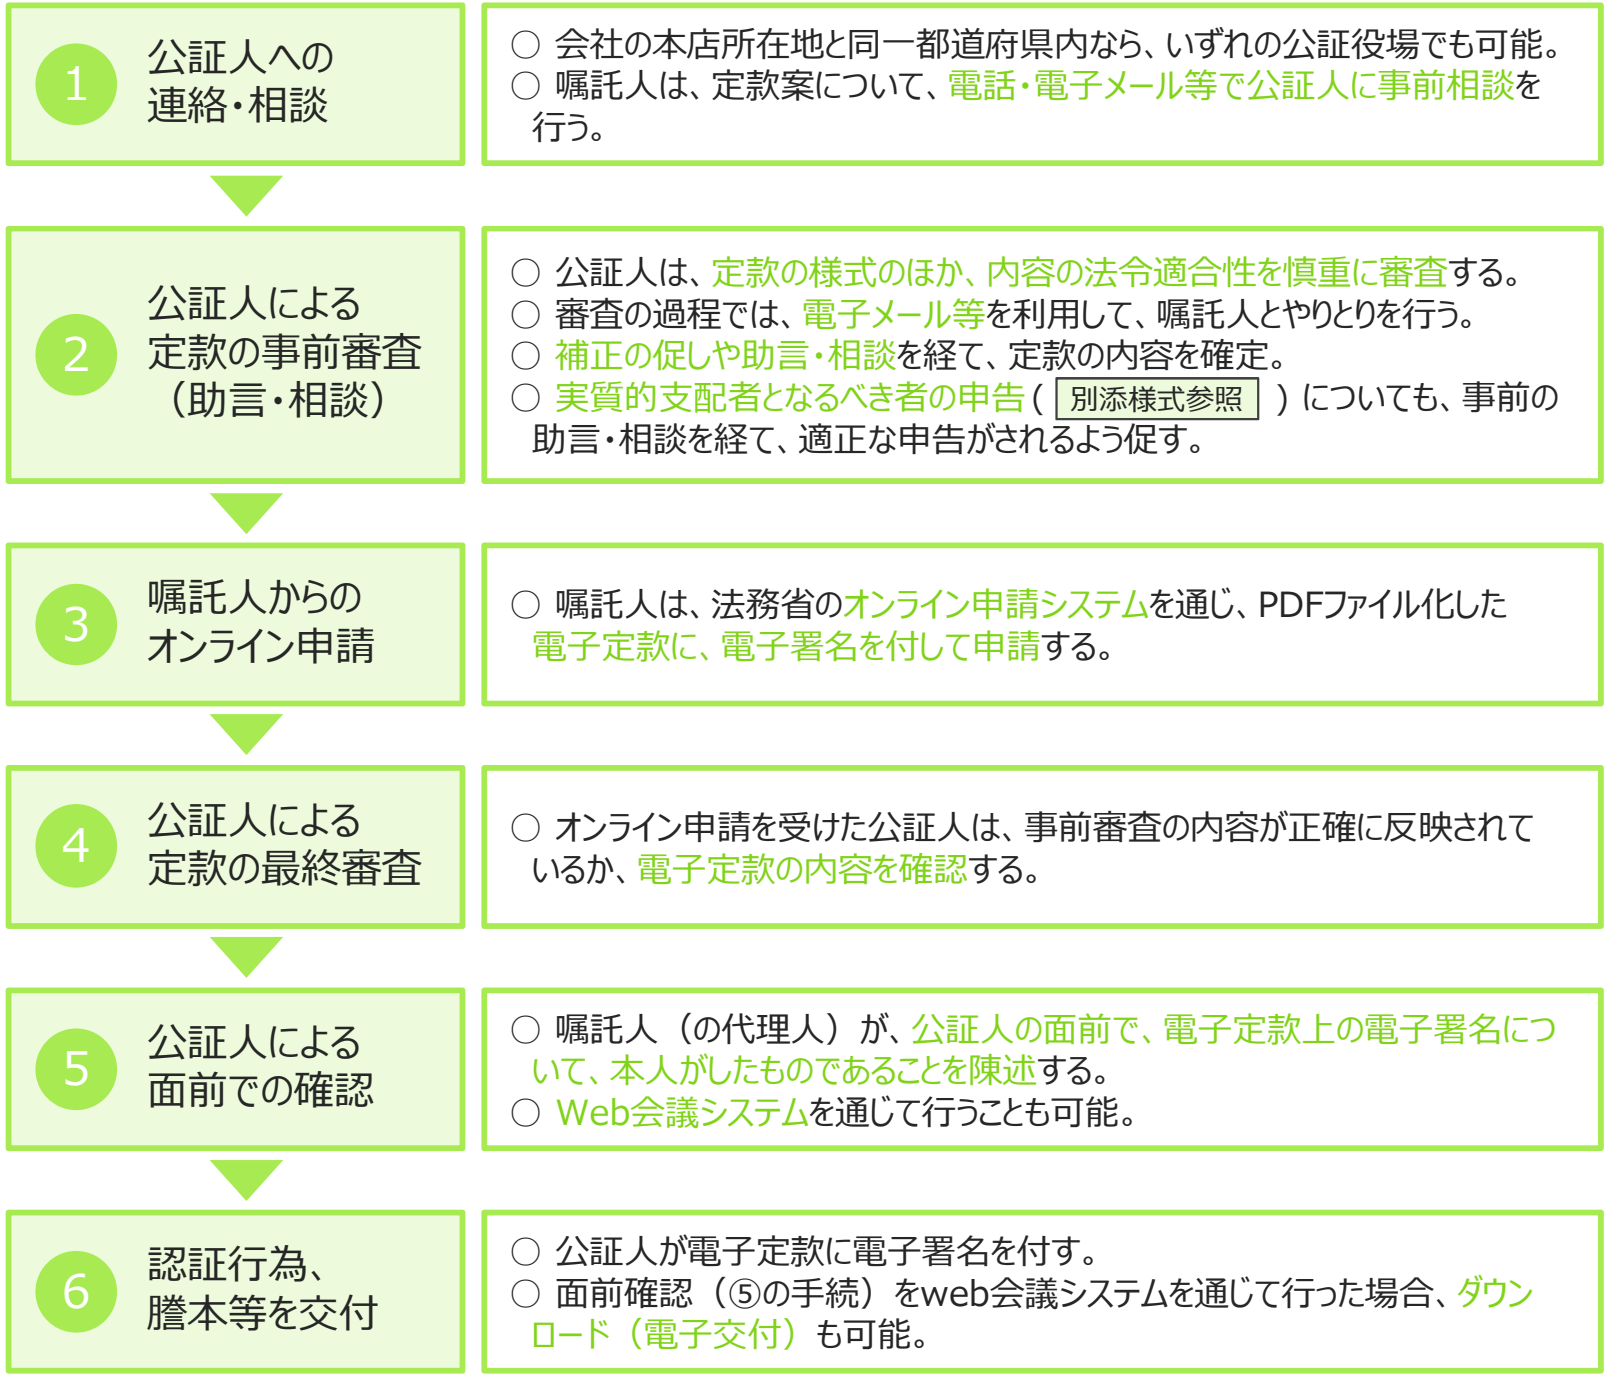 1
公証人への
連絡・相談
○ 会社の本店所在地と同一都道府県内なら、いずれの公証役場でも可能。
○ 嘱託人は、定款案について、電話・電子メール等で公証人に事前相談を
行う。
2
公証人による
定款の事前審査
（助言・相談）
○ 公証人は、定款の様式のほか、内容の法令適合性を慎重に審査する。
○ 審査の過程では、電子メール等を利用して、嘱託人とやりとりを行う。
○ 補正の促しや助言・相談を経て、定款の内容を確定。
○ 実質的支配者となるべき者の申告( 別添様式参照 ) についても、事前の
助言・相談を経て、適正な申告がされるよう促す。
3
嘱託人からの
オンライン申請
○ 嘱託人は、法務省のオンライン申請システムを通じ、PDFファイル化した
電子定款に、電子署名を付して申請する。
4
公証人による
定款の最終審査
○ オンライン申請を受けた公証人は、事前審査の内容が正確に反映されて
いるか、電子定款の内容を確認する。
5
公証人による
面前での確認
○ 嘱託人（の代理人）が、公証人の面前で、電子定款上の電子署名につ
いて、本人がしたものであることを陳述する。
○ Web会議システムを通じて行うことも可能。
6
認証行為、
謄本等を交付
○ 公証人が電子定款に電子署名を付す。
○ 面前確認（⑤の手続）をweb会議システムを通じて行った場合、ダウン
ロード（電子交付）も可能。